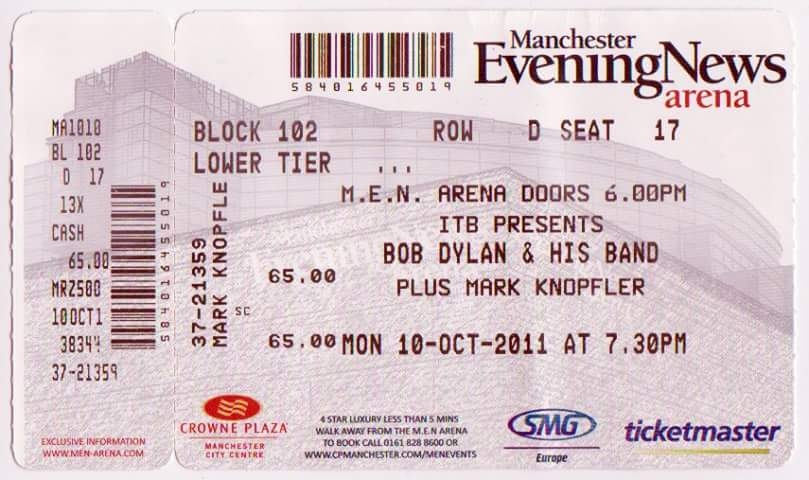 MA1010
BL 102
D 17
13X
CASH
65.00
MRZ500
10OCT1
38344
37-21359
584016455019
EXCLUSIVE INFORMATION
WWW.MEN-ARENA.COM
584016455019
Manchester
EveningNews
arena
BLOCK 102 ROW D SEAT 17
LOWER TIER ...
M.E.N. ARENA DOORS 6.00PM
ITB PRESENTS
BOB DYLAN & HIS BAND
65.00
PLUS MARK KNOPFLER
SC
65.00 MON 10-OCT-2011 AT 7.30PM
37-21359
MARK KNOPFLE
CROWNE PLAZA
MANCHESTER
CITY CENTRE
4 STAR LUXURY LESS THAN 5 MINS
WALK AWAY FROM THE M.E.N ARENA
TO BOOK CALL 0161 828 8600 OR
WWW.CPMANCHESTER.COM/MENEVENTS
SMG
Europe
ticketmaster